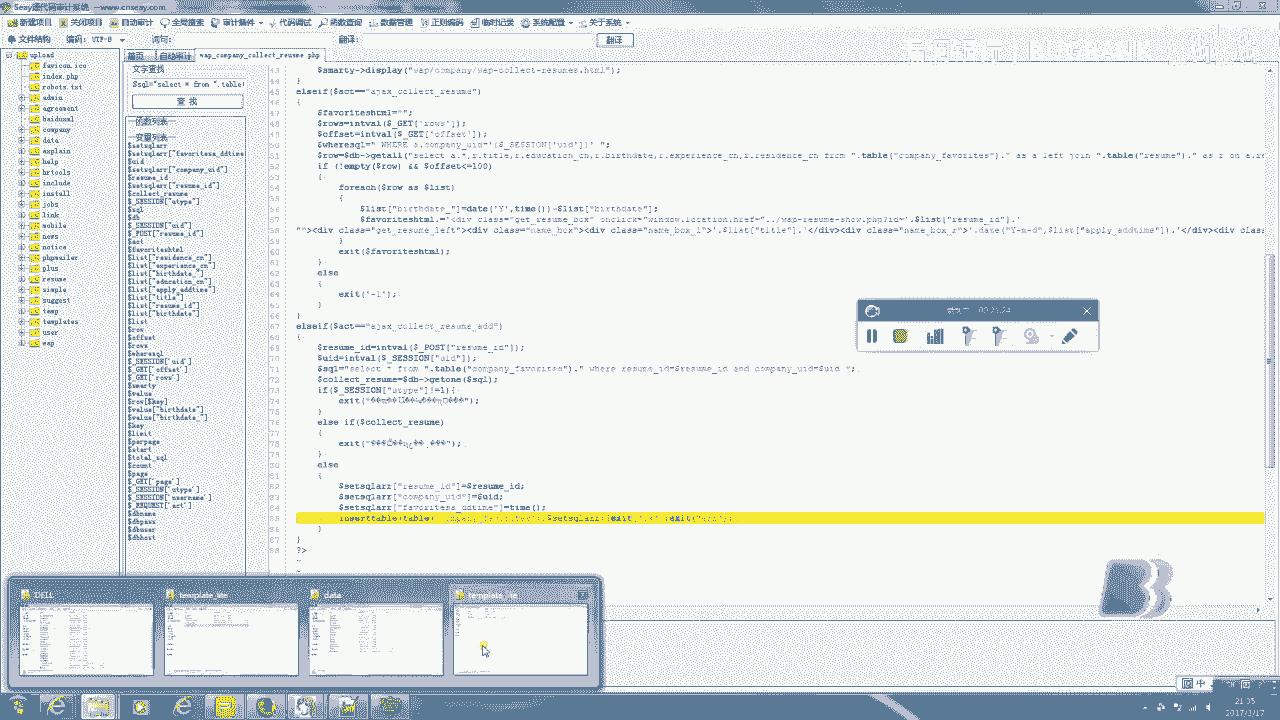 Seay源代码审计系统 —www.cnseay.com
新建项目 关闭项目 自动审计 全局搜索 审计插件 代码调试 函数查询 数据管理 正则编码 临时记录 系统配置 关于系统
文件结构 编码: UTF-8 词句: 翻译: 翻译
首页 自动审计 wap_company_collect_resume.php
upload
favicon.ico
index.php
robots.txt
admin
agreement
baiduxml
company
data
explain
help
hrtools
include
install
jobs
link
mobile
news
notice
phpmailer
plus
resume
simple
suggest
temp
templates
user
wap
文字查找
$sql="select * from ".table(
查 找
函数列表
变量列表
$setsqlarr
$setsqlarr["favoritesa_ddtime
$uid
$setsqlarr["company_uid"]
$resume_id
$setsqlarr["resume_id"]
$collect_resume
$_SESSION["utype"]
$sql
$db
$_SESSION["uid"]
$_POST["resume_id"]
$act
$favoriteshtml
$list["residence_cn"]
$list["experience_cn"]
$list["birthdate_"]
$list["education_cn"]
$list["apply_addtime"]
$list["title"]
$list["resume_id"]
$list["birthdate"]
$list
$row
$offset
$rows
$wheresql
$_SESSION['uid']
$_GET['offset']
$_GET['rows']
$smarty
$value
$row[$key]
$value["birthdate"]
$value["birthdate_"]
$key
$limit
$perpage
$start
$total_sql
$count
$page
$_GET['page']
$_SESSION['utype']
$_SESSION['username']
$_REQUEST['act']
$dbname
$dbpass
$dbuser
$dbhost
43 $smarty->display("wap/company/wap-collect-resumes.html");
44 }
45 elseif($act=="ajax_collect_resume")
46 {
47 $favoriteshtml="";
48 $rows=intval($_GET['rows']);
49 $offset=intval($_GET['offset']);
50 $wheresql=" WHERE a.company_uid='{$_SESSION['uid']}' ";
51 $row=$db->getall("select a.*,r.title,r.education_cn,r.birthdate,r.experience_cn,r.residence_cn from ".table("company_favorites")." as a left join ".table("resume")." as r on a.r
52 if (!empty($row) && $offset<=100)
53 {
54 foreach($row as $list)
55 {
56 $list["birthdate_"]=date("Y",time())-$list["birthdate"];
57 $favoriteshtml.='<div class="get_resume_box" onclick="window.location.href='../wap-resume-show.php?id='.$list["resume_id"].'
58 '"><div class="get_resume_left"><div class="name_box"><div class="name_box_l">'.$list["title"].'</div><div class="name_box_r">'.date("Y-m-d",$list["apply_addtime"]).'</div><div clas
59 }
60 exit($favoriteshtml);
61 }
62 else
63 {
64 exit('-1');
65 }
66 }
67 elseif($act=="ajax_collect_resume_add")
68 {
69 $resume_id=intval($_POST["resume_id"]);
70 $uid=intval($_SESSION["uid"]);
71 $sql="select * from ".table("company_favorites")." where resume_id=$resume_id and company_uid=$uid ";
72 $collect_resume=$db->getone($sql);
73 if($_SESSION["utype"]!=1){
74 exit("
75 }
76 else if($collect_resume)
77 {
78 exit("
79 }
80 else
81 {
82 $setsqlarr["resume_id"]=$resume_id;
83 $setsqlarr["company_uid"]=$uid;
84 $setsqlarr["favoritesa_ddtime"]=time();
85 inserttable(table(
86 }
87 }
88 ?>
00:25:24
data
中
21:05
2017/3/17